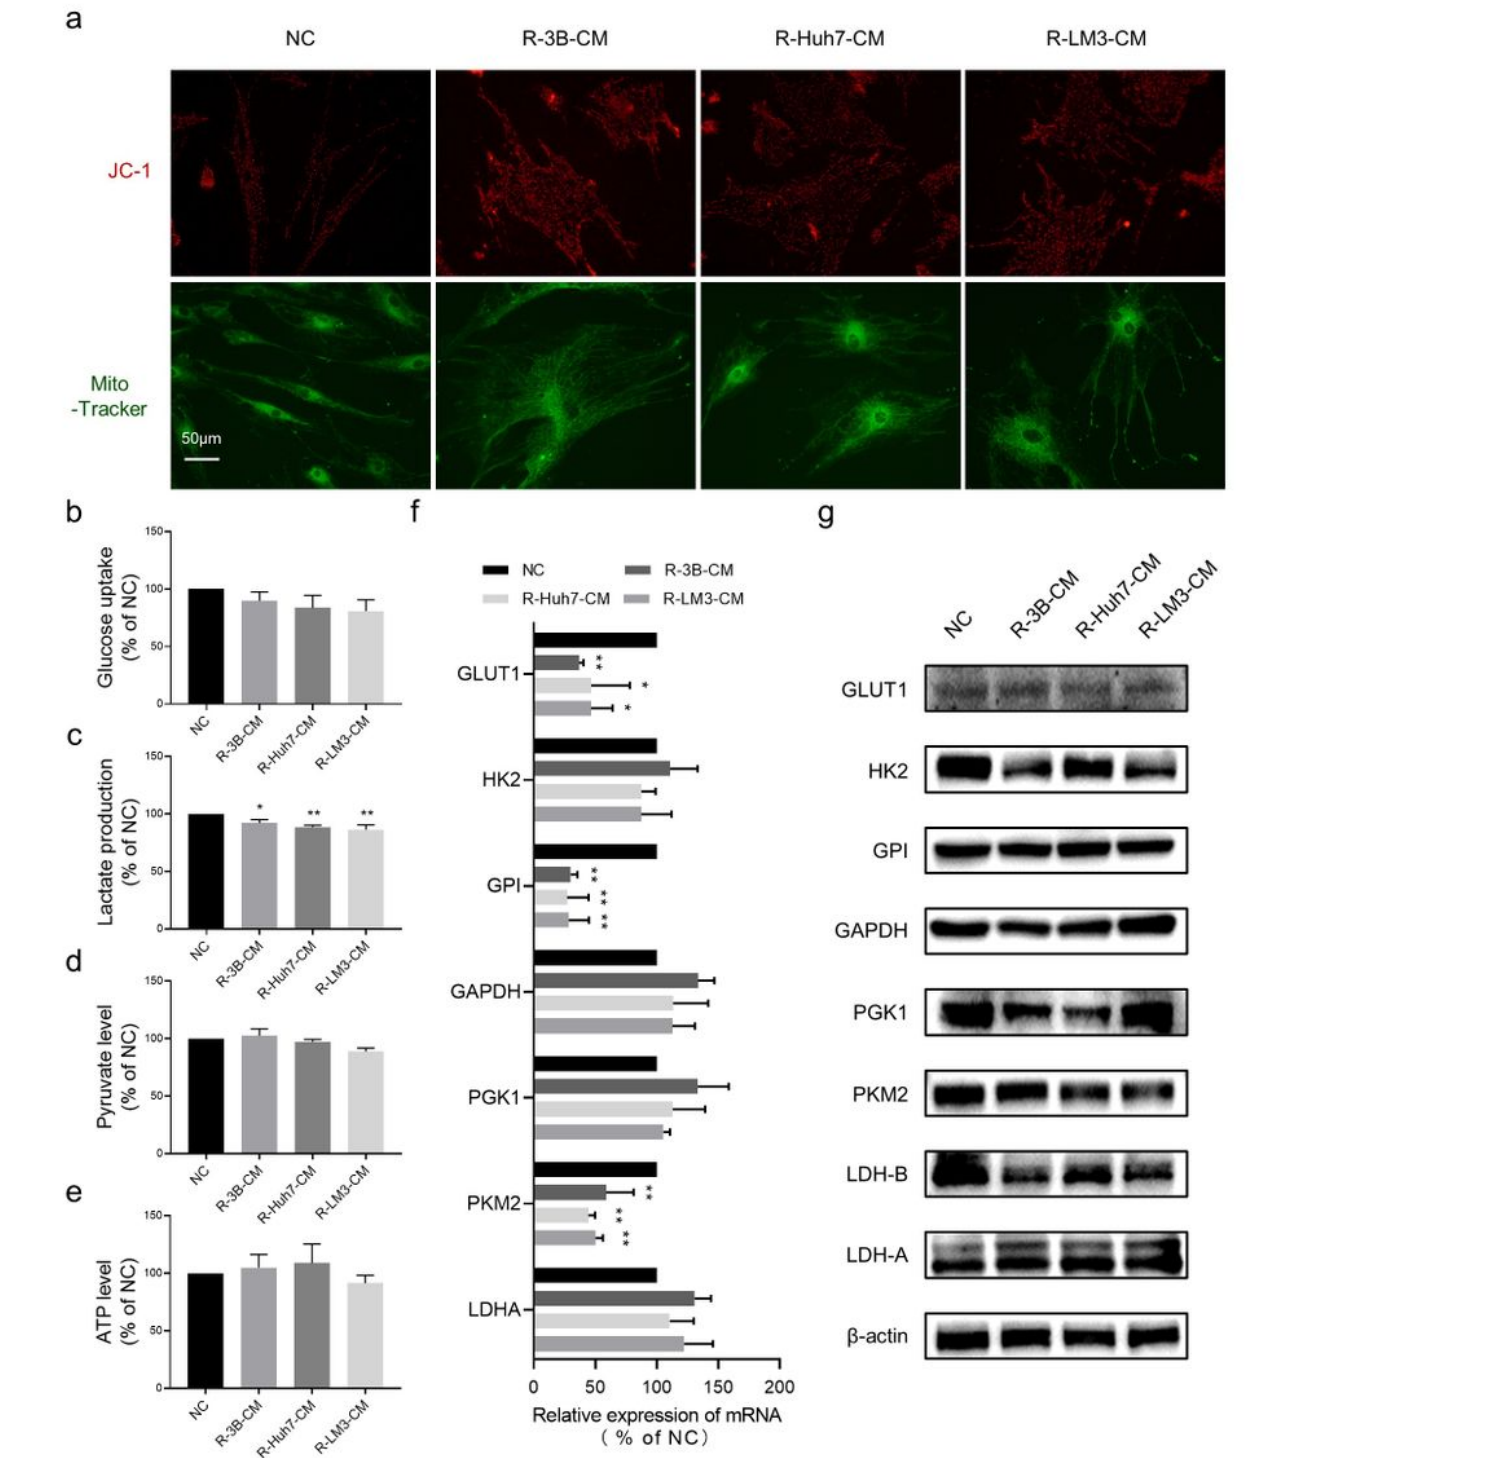 a
NC R-3B-CM R-Huh7-CM R-LM3-CM
JC-1
Mito
-Tracker
50μm
b
Glucose uptake
(% of NC)
150
100
50
0
NC R-3B-CM R-Huh7-CM R-LM3-CM
c
Lactate production
(% of NC)
150
100
50
0
* ** **
NC R-3B-CM R-Huh7-CM R-LM3-CM
d
Pyruvate level
(% of NC)
150
100
50
0
NC R-3B-CM R-Huh7-CM R-LM3-CM
e
ATP level
(% of NC)
150
100
50
0
NC R-3B-CM R-Huh7-CM R-LM3-CM
f
NC R-3B-CM
R-Huh7-CM R-LM3-CM
GLUT1
**
*
*
HK2
GPI
**
**
**
GAPDH
PGK1
PKM2
**
**
**
LDHA
0 50 100 150 200
Relative expression of mRNA
( % of NC)
g
NC R-3B-CM R-Huh7-CM R-LM3-CM
GLUT1
HK2
GPI
GAPDH
PGK1
PKM2
LDH-B
LDH-A
β-actin